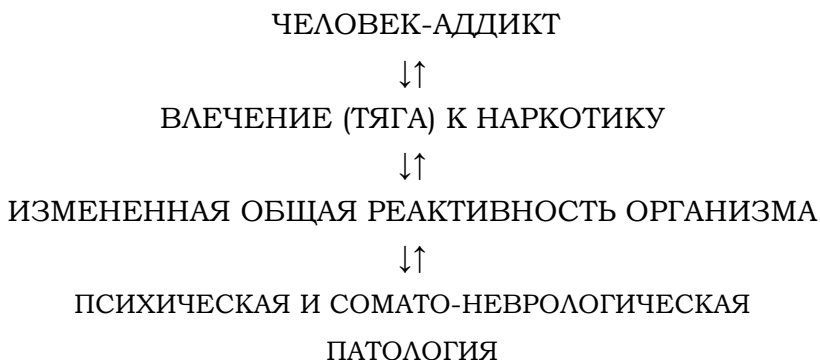 ЧЕЛОВЕК-АДДИКТ
↓↑
ВЛЕЧЕНИЕ (ТЯГА) К НАРКОТИКУ
↓↑
ИЗМЕНЕННАЯ ОБЩАЯ РЕАКТИВНОСТЬ ОРГАНИЗМА
↓↑
ПСИХИЧЕСКАЯ И СОМАТО-НЕВРОЛОГИЧЕСКАЯ
ПАТОЛОГИЯ